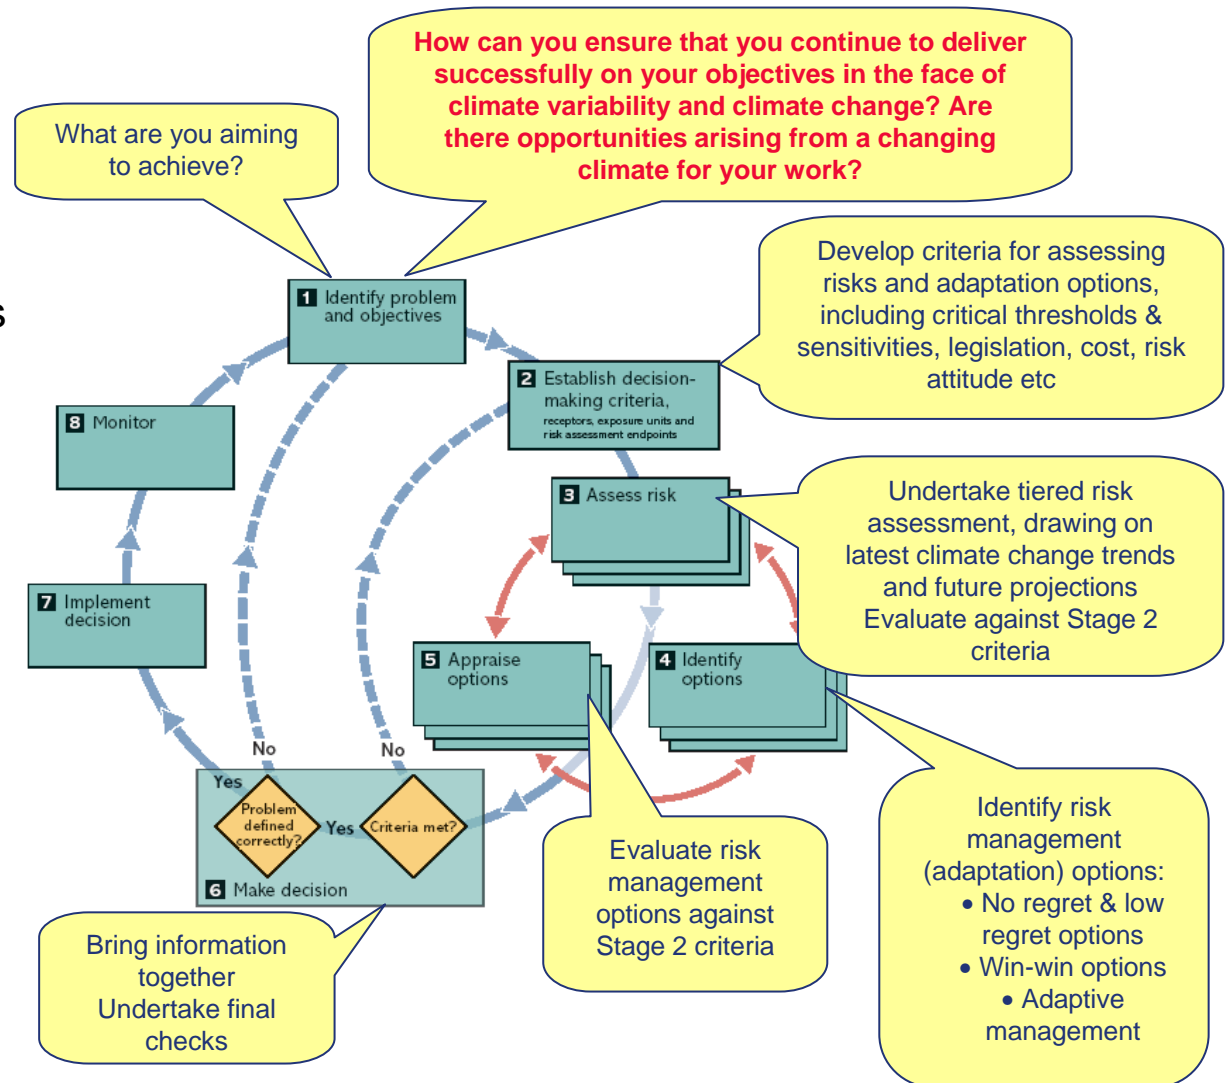 How can you ensure that you continue to deliver
successfully on your objectives in the face of
climate variability and climate change? Are
there opportunities arising from a changing
climate for your work?
What are you aiming
to achieve?
Develop criteria for assessing
risks and adaptation options,
including critical thresholds &
sensitivities, legislation, cost, risk
attitude etc
s
1 Identify problem
and objectives
2 Establish decision-
making criteria,
receptors, exposure units and
risk assessment endpoints
8 Monitor
3 Assess risk
Undertake tiered risk
assessment, drawing on
latest climate change trends
and future projections
Evaluate against Stage 2
criteria
7 Implement
decision
5 Appraise
options
4 Identify
options
No
No
Yes
Problem
defined
correctly?
Yes
Criteria met?
6 Make decision
Identify risk
management
(adaptation) options:
• No regret & low
regret options
• Win-win options
• Adaptive
management
Evaluate risk
management
options against
Stage 2 criteria
Bring information
together
Undertake final
checks